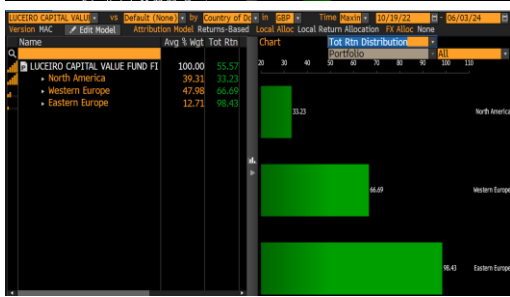 LUCEIRO CAPITAL VALU vs Default (None) by Country of Do in GBP Time Maxin 10/19/22 - 06/03/24
Version MAC Edit Model Attribution Model Returns-Based Local Alloc Local Return Allocation FX Alloc None
Name Avg % Wgt Tot Rtn Chart Tot Rtn Distribution
Portfolio All
20 30 40 50 60 70 80 90 100 110
LUCEIRO CAPITAL VALUE FUND FI 100.00 55.57
North America 39.31 33.23
Western Europe 47.98 66.69
Eastern Europe 12.71 98.43
33.23 North America
66.69 Western Europe
98.43 Eastern Europe